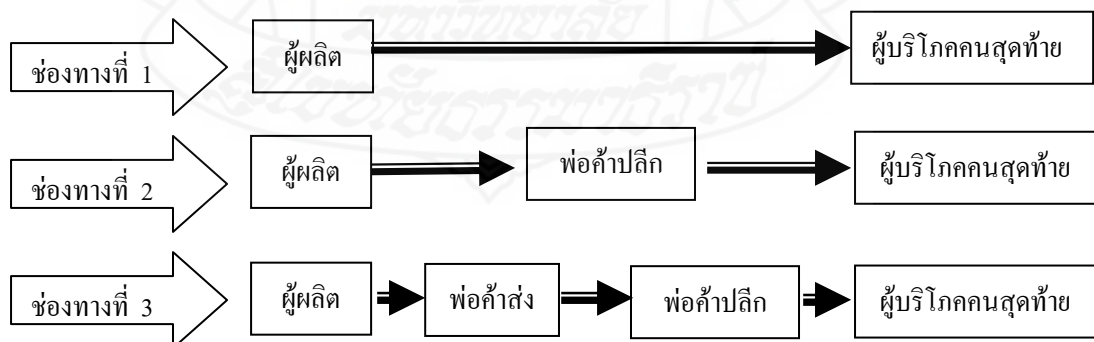 ช่องทางที่ 1 ผู้ผลิต ผู้บริโภคคนสุดท้าย
ช่องทางที่ 2 ผู้ผลิต พ่อค้าปลีก ผู้บริโภคคนสุดท้าย
ช่องทางที่ 3 ผู้ผลิต พ่อค้าส่ง พ่อค้าปลีก ผู้บริโภคคนสุดท้าย